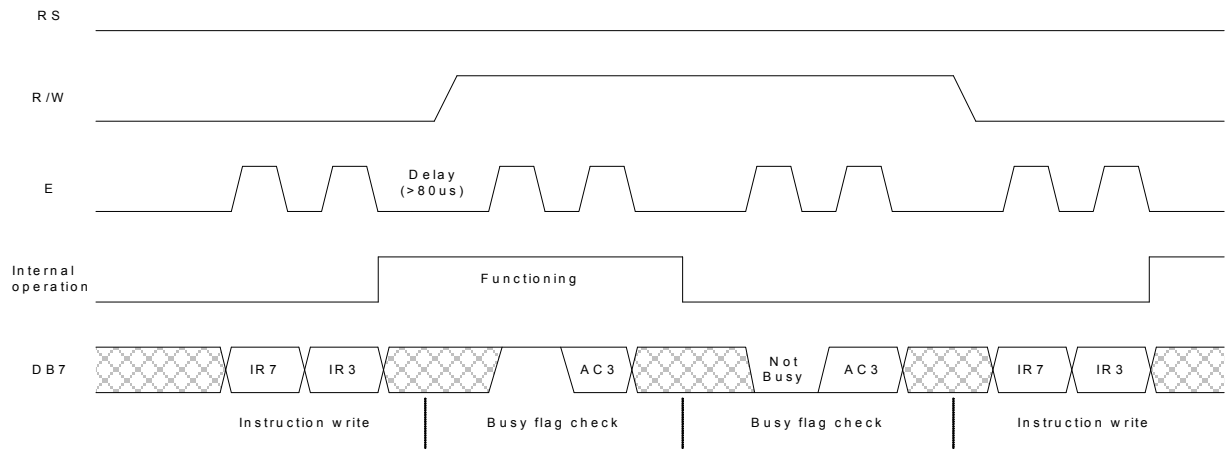 RS
R/W
E
Delay
(>80us)
Internal
operation
Functioning
DB7
IR7
IR3
AC3
Not
Busy
AC3
IR7
IR3
Instruction write
Busy flag check
Busy flag check
Instruction write